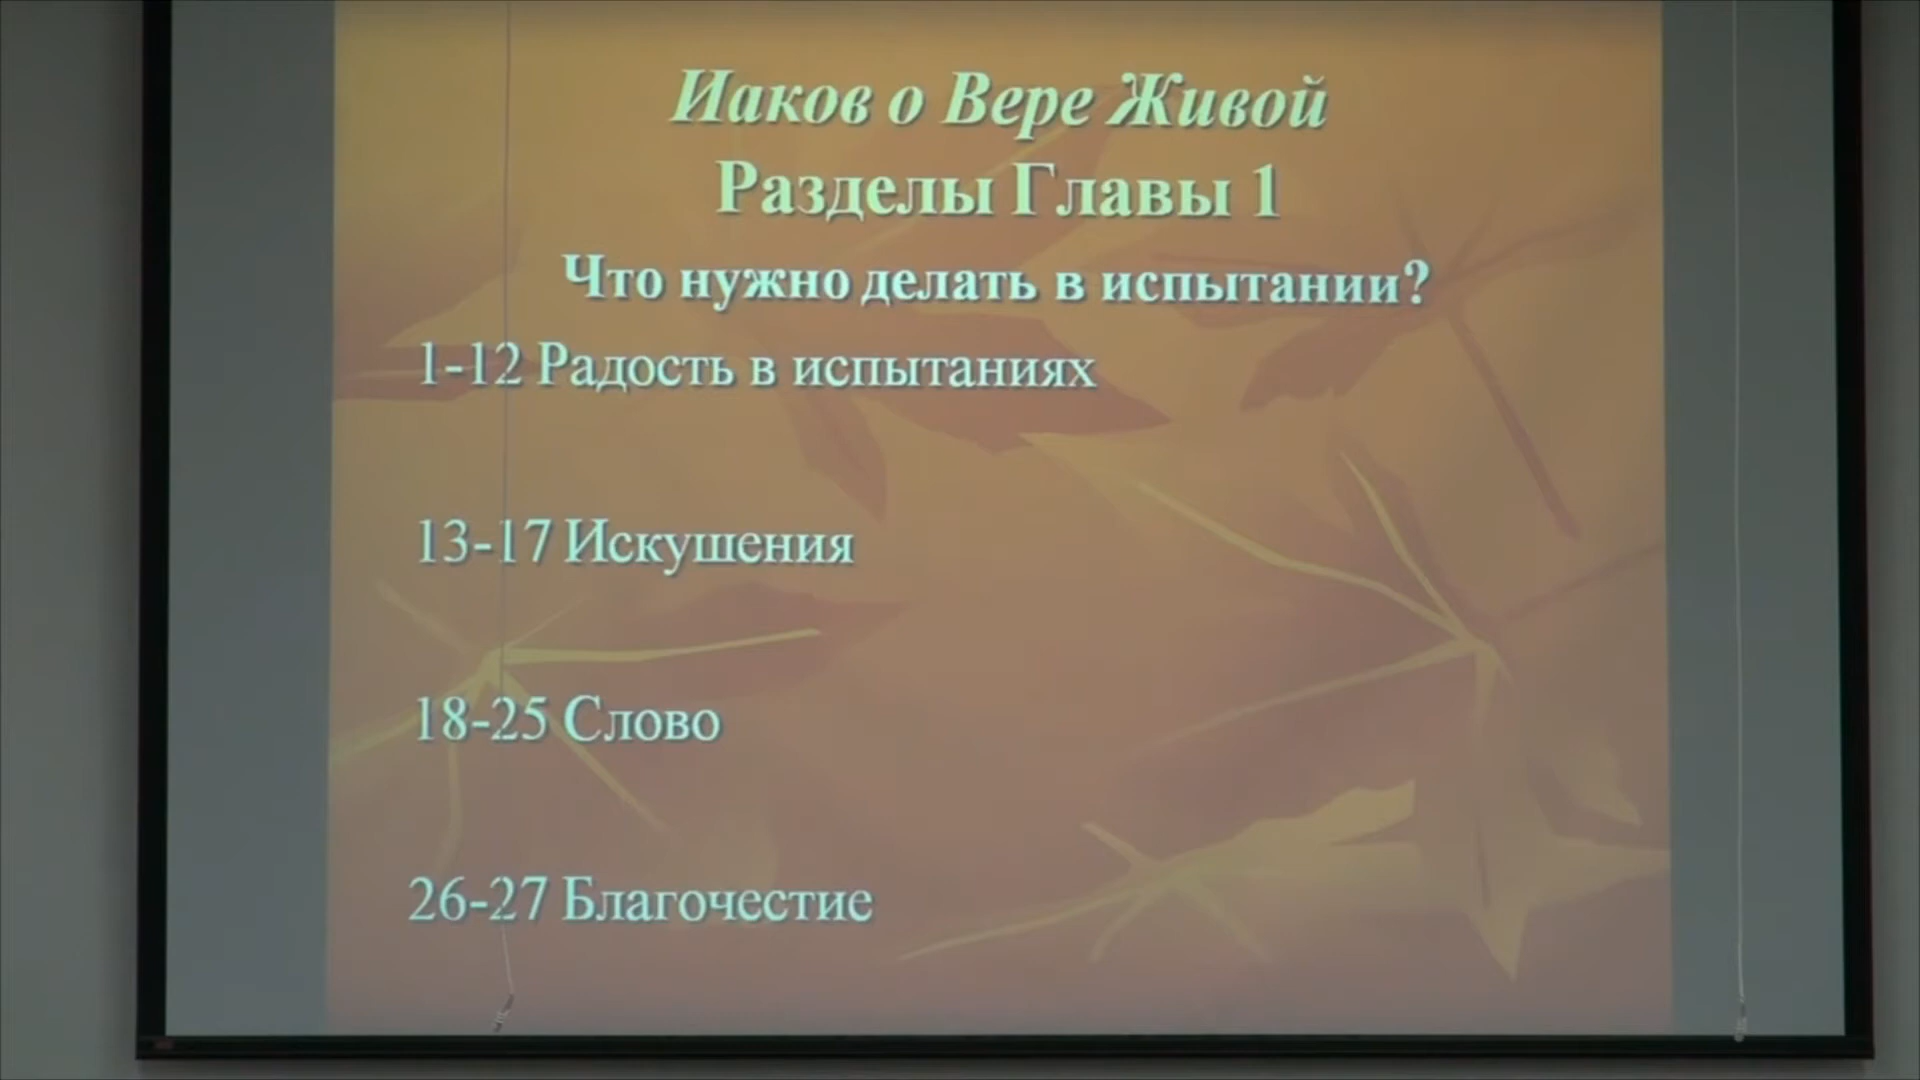 Иаков о Вере Живой
Разделы Главы 1
Что нужно делать в испытании?
1-12 Радость в испытаниях
13-17 Искушения
18-25 Слово
26-27 Благочестие